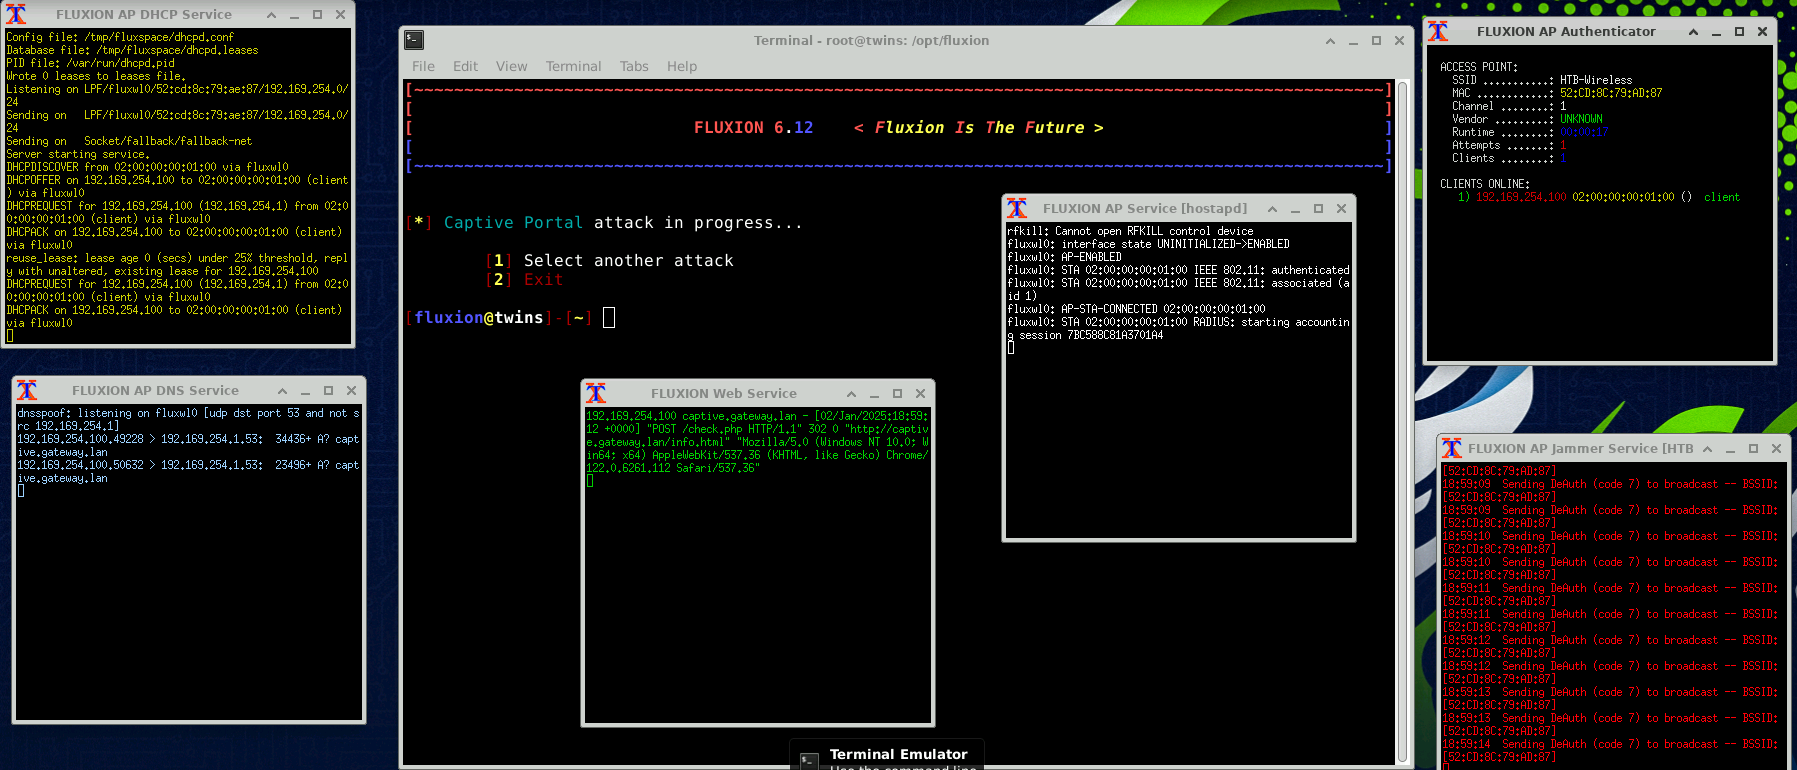 FLUXION AP DHCP Service
Config file: /tmp/fluxspace/dhcpd.conf
Database file: /tmp/fluxspace/dhcpd.leases
PID file: /var/run/dhcpd.pid
Wrote 0 leases to leases file.
Listening on LPF/fluxwl0/52:cd:8c:79:ae:87/192.169.254.0/
24
Sending on   LPF/fluxwl0/52:cd:8c:79:ae:87/192.169.254.0/
24
Sending on   Socket/fallback/fallback-net
Server starting service.
DHCPDISCOVER from 02:00:00:00:01:00 via fluxwl0
DHCPOFFER on 192.169.254.100 to 02:00:00:00:01:00 (client
) via fluxwl0
DHCPREQUEST for 192.169.254.100 (192.169.254.1) from 02:0
0:00:00:01:00 (client) via fluxwl0
DHCPACK on 192.169.254.100 to 02:00:00:00:01:00 (client)
via fluxwl0
reuse_lease: lease age 0 (secs) under 25% threshold, repl
y with unaltered, existing lease for 192.169.254.100
DHCPREQUEST for 192.169.254.100 (192.169.254.1) from 02:0
0:00:00:01:00 (client) via fluxwl0
DHCPACK on 192.169.254.100 to 02:00:00:00:01:00 (client)
via fluxwl0
FLUXION AP DNS Service
dnsspoof: listening on fluxwl0 [udp dst port 53 and not s
rc 192.169.254.1]
192.169.254.100.49228 > 192.169.254.1.53:  34436+ A? capt
ive.gateway.lan
192.169.254.100.50632 > 192.169.254.1.53:  23496+ A? capt
ive.gateway.lan
Terminal - root@twins: /opt/fluxion
File Edit View Terminal Tabs Help
[~~~~~~~~~~~~~~~~~~~~~~~~~~~~~~~~~~~~~~~~~~~~~~~~~~~~~~~~~~~~~~~~~~~~~~~~~~~~~~~~~~~~~~~~~~~~~~~~~]
[ ]
[ FLUXION 6.12    < Fluxion Is The Future > ]
[ ]
[~~~~~~~~~~~~~~~~~~~~~~~~~~~~~~~~~~~~~~~~~~~~~~~~~~~~~~~~~~~~~~~~~~~~~~~~~~~~~~~~~~~~~~~~~~~~~~~~~]
[*] Captive Portal attack in progress...
[1] Select another attack
[2] Exit
[fluxion@twins]-[~]
FLUXION Web Service
192.169.254.100 captive.gateway.lan - [02/Jan/2025:18:59:
12 +0000] "POST /check.php HTTP/1.1" 302 0 "http://captiv
e.gateway.lan/info.html" "Mozilla/5.0 (Windows NT 10.0; W
in64; x64) AppleWebKit/537.36 (KHTML, like Gecko) Chrome/
122.0.6261.112 Safari/537.36"
FLUXION AP Service [hostapd]
rfkill: Cannot open RFKILL control device
fluxwl0: interface state UNINITIALIZED->ENABLED
fluxwl0: AP-ENABLED
fluxwl0: STA 02:00:00:00:01:00 IEEE 802.11: authenticated
fluxwl0: STA 02:00:00:00:01:00 IEEE 802.11: associated (a
id 1)
fluxwl0: AP-STA-CONNECTED 02:00:00:00:01:00
fluxwl0: STA 02:00:00:00:01:00 RADIUS: starting accountin
g session 7BC588C81A3701A4
Terminal Emulator
Use the command line
FLUXION AP Authenticator
ACCESS POINT:
SSID ...........: HTB-Wireless
MAC ............: 52:CD:8C:79:AD:87
Channel ........: 1
Vendor .........: UNKNOWN
Runtime ........: 00:00:17
Attempts .......: 1
Clients ........: 1
CLIENTS ONLINE:
1) 192.169.254.100 02:00:00:00:01:00 ()  client
FLUXION AP Jammer Service [HTB
[52:CD:8C:79:AD:87]
18:59:09  Sending DeAuth (code 7) to broadcast -- BSSID:
[52:CD:8C:79:AD:87]
18:59:09  Sending DeAuth (code 7) to broadcast -- BSSID:
[52:CD:8C:79:AD:87]
18:59:10  Sending DeAuth (code 7) to broadcast -- BSSID:
[52:CD:8C:79:AD:87]
18:59:10  Sending DeAuth (code 7) to broadcast -- BSSID:
[52:CD:8C:79:AD:87]
18:59:11  Sending DeAuth (code 7) to broadcast -- BSSID:
[52:CD:8C:79:AD:87]
18:59:11  Sending DeAuth (code 7) to broadcast -- BSSID:
[52:CD:8C:79:AD:87]
18:59:12  Sending DeAuth (code 7) to broadcast -- BSSID:
[52:CD:8C:79:AD:87]
18:59:12  Sending DeAuth (code 7) to broadcast -- BSSID:
[52:CD:8C:79:AD:87]
18:59:13  Sending DeAuth (code 7) to broadcast -- BSSID:
[52:CD:8C:79:AD:87]
18:59:13  Sending DeAuth (code 7) to broadcast -- BSSID:
[52:CD:8C:79:AD:87]
18:59:14  Sending DeAuth (code 7) to broadcast -- BSSID:
[52:CD:8C:79:AD:87]